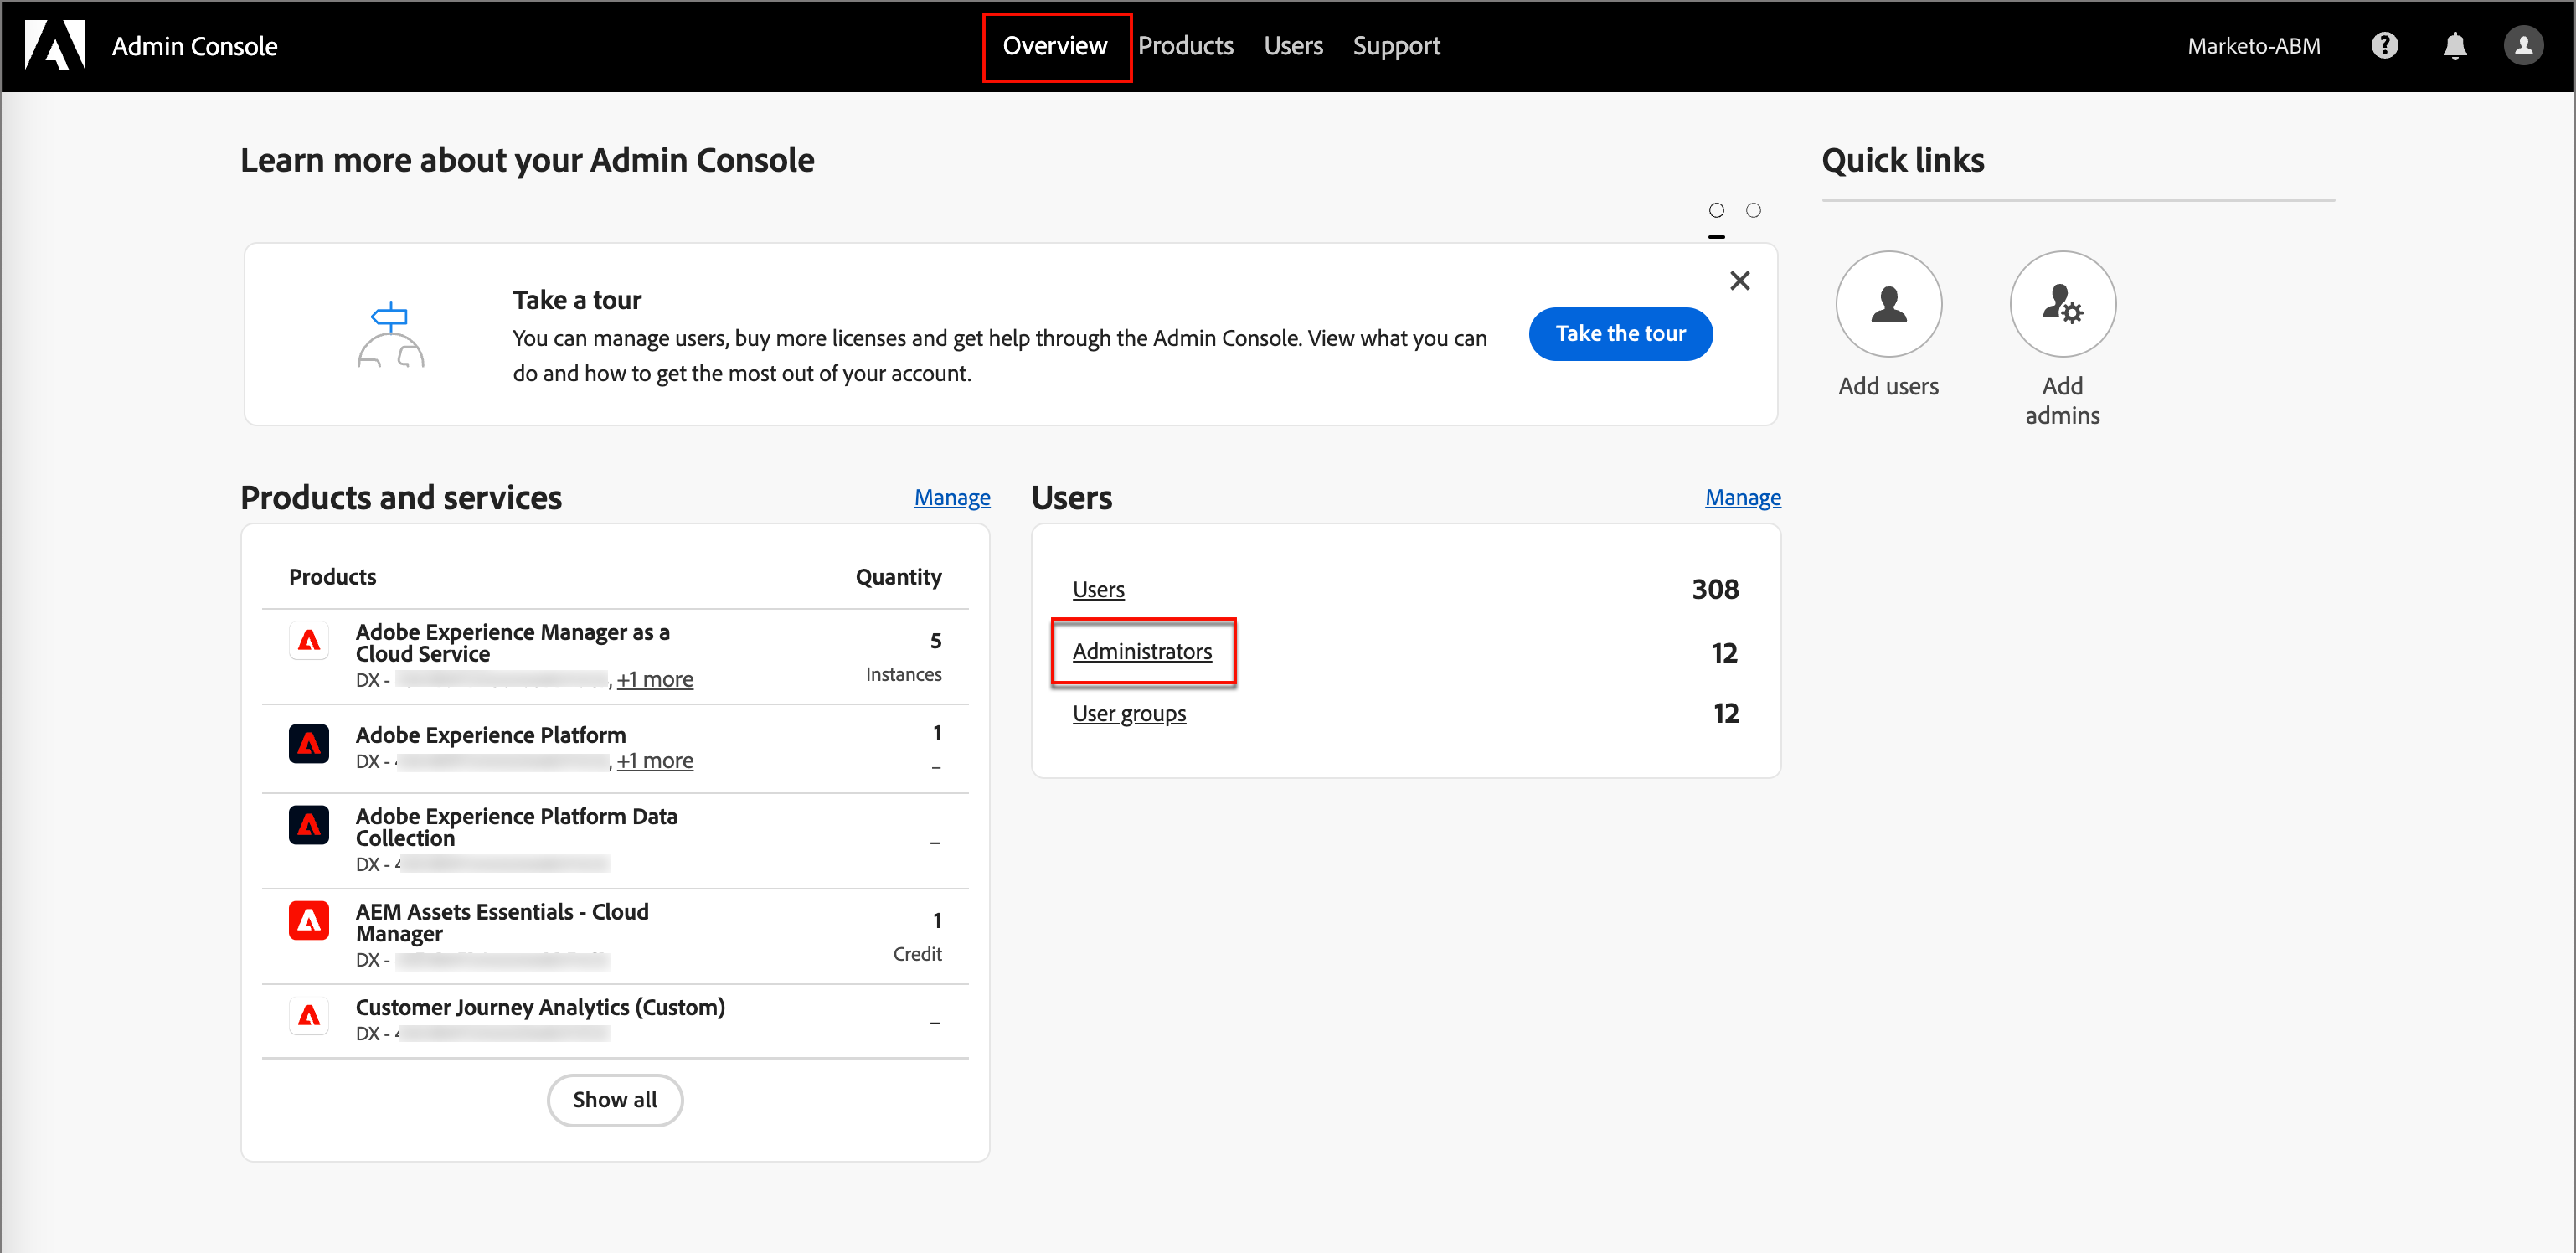 Admin Console
Overview
Products
Users
Support
Marketo-ABM
Learn more about your Admin Console
Take a tour
You can manage users, buy more licenses and get help through the Admin Console. View what you can
do and how to get the most out of your account.
Take the tour
Quick links
Add users
Add
admins
Products and services
Manage
Products
Quantity
Adobe Experience Manager as a
Cloud Service
DX -
, +1 more
5
Instances
Adobe Experience Platform
DX -
, +1 more
1
–
Adobe Experience Platform Data
Collection
DX -
–
AEM Assets Essentials - Cloud
Manager
DX -
1
Credit
Customer Journey Analytics (Custom)
DX -
–
Show all
Users
Manage
Users
308
Administrators
12
User groups
12